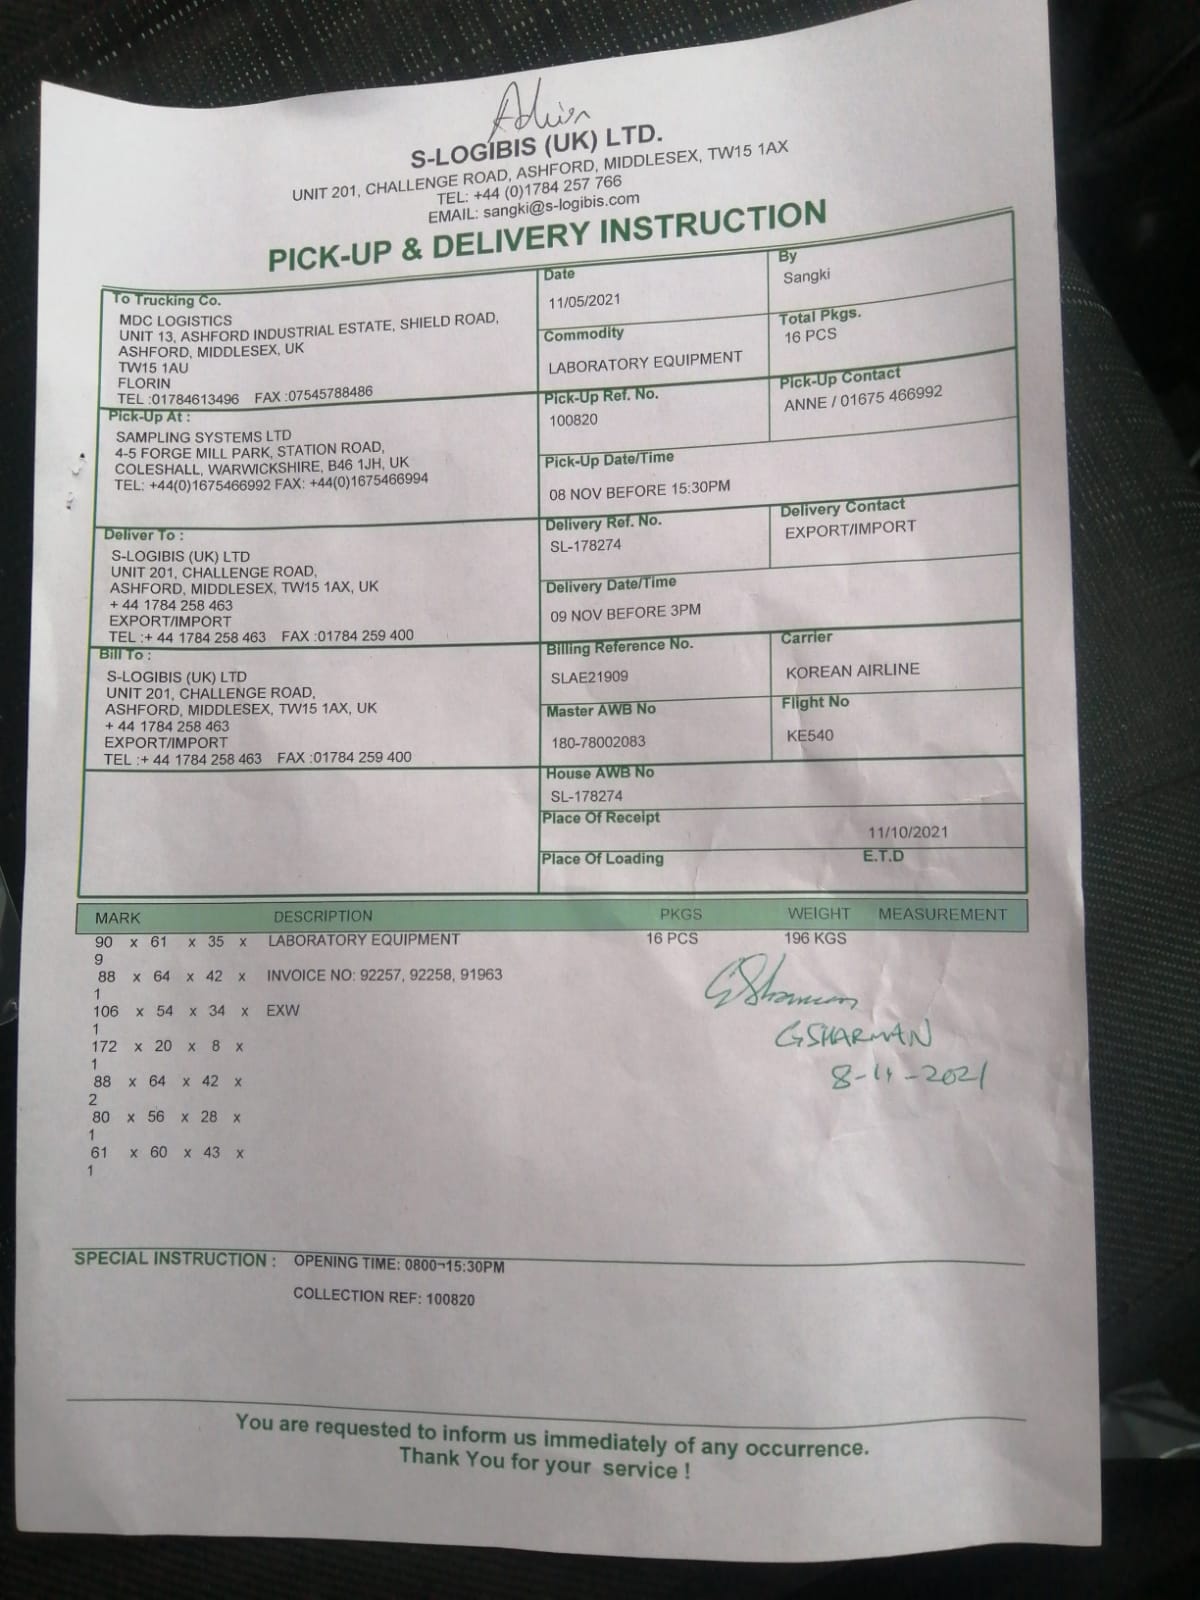 Adrian
S-LOGIBIS (UK) LTD.
UNIT 201, CHALLENGE ROAD, ASHFORD, MIDDLESEX, TW15 1AX
TEL: +44 (0)1784 257 766
EMAIL: sangki@s-logibis.com
PICK-UP & DELIVERY INSTRUCTION
To Trucking Co.
MDC LOGISTICS
UNIT 13, ASHFORD INDUSTRIAL ESTATE, SHIELD ROAD,
ASHFORD, MIDDLESEX, UK
TW15 1AU
FLORIN
TEL :01784613496 FAX :07545788486
Date
11/05/2021
By
Sangki
Commodity
LABORATORY EQUIPMENT
Total Pkgs.
16 PCS
Pick-Up At :
SAMPLING SYSTEMS LTD
4-5 FORGE MILL PARK, STATION ROAD,
COLESHALL, WARWICKSHIRE, B46 1JH, UK
TEL: +44(0)1675466992 FAX: +44(0)1675466994
Pick-Up Ref. No.
100820
Pick-Up Contact
ANNE / 01675 466992
Pick-Up Date/Time
08 NOV BEFORE 15:30PM
Deliver To :
S-LOGIBIS (UK) LTD
UNIT 201, CHALLENGE ROAD,
ASHFORD, MIDDLESEX, TW15 1AX, UK
+ 44 1784 258 463
EXPORT/IMPORT
TEL :+ 44 1784 258 463 FAX :01784 259 400
Delivery Ref. No.
SL-178274
Delivery Contact
EXPORT/IMPORT
Delivery Date/Time
09 NOV BEFORE 3PM
Bill To :
S-LOGIBIS (UK) LTD
UNIT 201, CHALLENGE ROAD,
ASHFORD, MIDDLESEX, TW15 1AX, UK
+ 44 1784 258 463
EXPORT/IMPORT
TEL :+ 44 1784 258 463 FAX :01784 259 400
Billing Reference No.
SLAE21909
Carrier
KOREAN AIRLINE
Master AWB No
180-78002083
Flight No
KE540
House AWB No
SL-178274
Place Of Receipt
11/10/2021
Place Of Loading E.T.D
MARK DESCRIPTION PKGS WEIGHT MEASUREMENT
90 x 61 x 35 x LABORATORY EQUIPMENT 16 PCS 196 KGS
9
88 x 64 x 42 x INVOICE NO: 92257, 92258, 91963
1
106 x 54 x 34 x EXW
1
172 x 20 x 8 x
1
88 x 64 x 42 x
2
80 x 56 x 28 x
1
61 x 60 x 43 x
1
GSharman
GSHARMAN
8-11-2021
SPECIAL INSTRUCTION : OPENING TIME: 0800¬15:30PM
COLLECTION REF: 100820
You are requested to inform us immediately of any occurrence.
Thank You for your service !